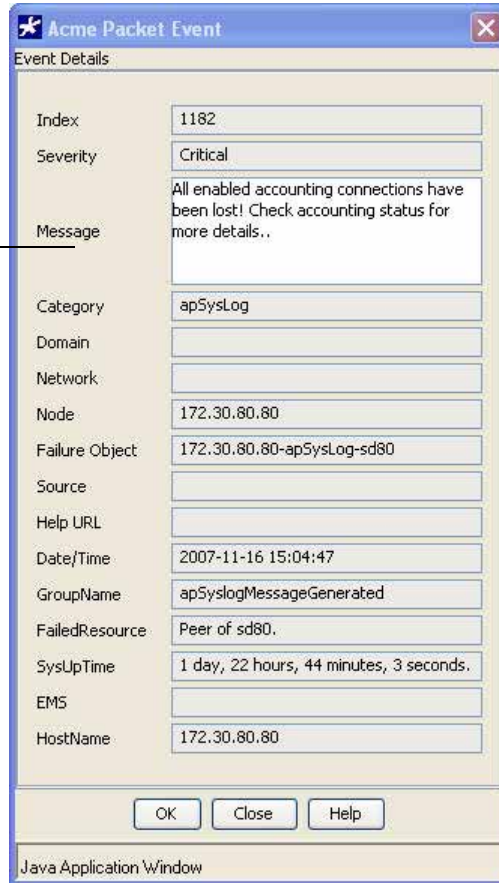 Acme Packet Event
Event Details
Index 1182
Severity Critical
Message All enabled accounting connections have
been lost! Check accounting status for
more details..
Category apSysLog
Domain
Network
Node 172.30.80.80
Failure Object 172.30.80.80-apSysLog-sd80
Source
Help URL
Date/Time 2007-11-16 15:04:47
GroupName apSyslogMessageGenerated
FailedResource Peer of sd80.
SysUpTime 1 day, 22 hours, 44 minutes, 3 seconds.
EMS
HostName 172.30.80.80
OK Close Help
Java Application Window